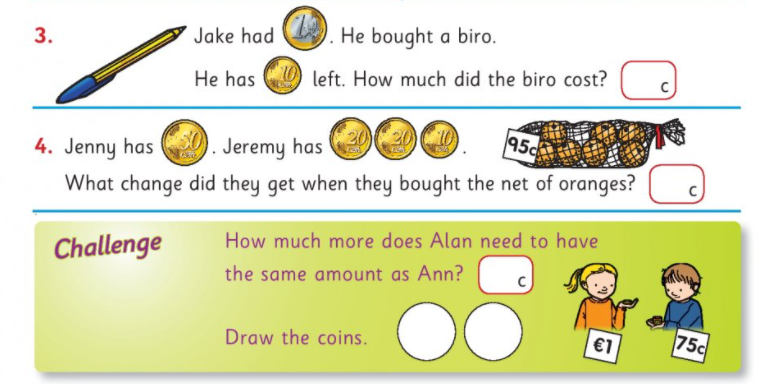 3. Jake had 1 . He bought a biro.
He has 10 left. How much did the biro cost? c
4. Jenny has 50 . Jeremy has 20 20 10 . 95c
What change did they get when they bought the net of oranges? c
Challenge
How much more does Alan need to have
the same amount as Ann? c
Draw the coins.
€1
75c